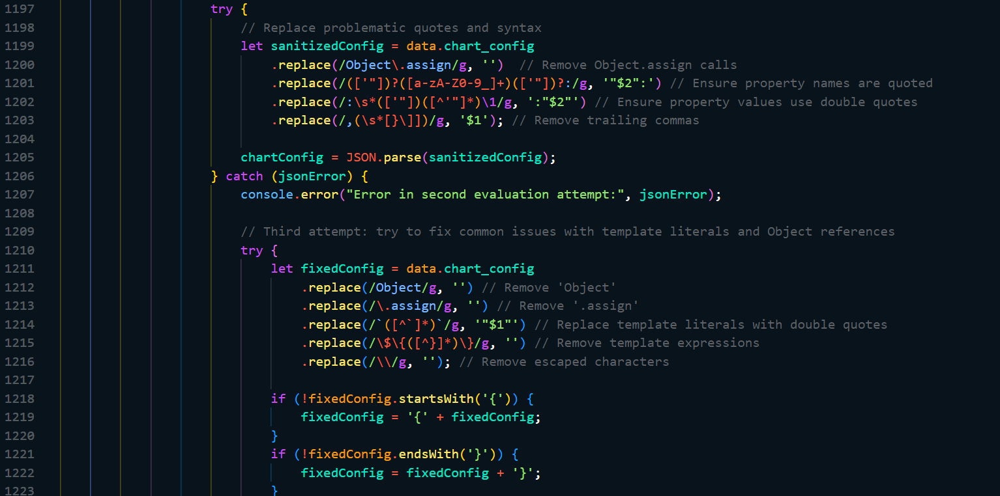 1197 try {
1198 // Replace problematic quotes and syntax
1199 let sanitizedConfig = data.chart_config
1200 .replace(/Object\.assign/g, '')  // Remove Object.assign calls
1201 .replace(/(['"])?([a-zA-Z0-9_]+)(['"])?:/g, '"$2":') // Ensure property names are quoted
1202 .replace(/:\s*(['"])([^'"]*)\1/g, ':"$2"') // Ensure property values use double quotes
1203 .replace(/,(\s*[}\]])/g, '$1'); // Remove trailing commas
1204
1205 chartConfig = JSON.parse(sanitizedConfig);
1206 } catch (jsonError) {
1207 console.error("Error in second evaluation attempt:", jsonError);
1208
1209 // Third attempt: try to fix common issues with template literals and Object references
1210 try {
1211 let fixedConfig = data.chart_config
1212 .replace(/Object/g, '') // Remove 'Object'
1213 .replace(/\.assign/g, '') // Remove '.assign'
1214 .replace(/`([^`]*)`/g, '"$1"') // Replace template literals with double quotes
1215 .replace(/\$\{([^}]*)\}/g, '') // Remove template expressions
1216 .replace(/\\/g, ''); // Remove escaped characters
1217
1218 if (!fixedConfig.startsWith('{')) {
1219 fixedConfig = '{' + fixedConfig;
1220 }
1221 if (!fixedConfig.endsWith('}')) {
1222 fixedConfig = fixedConfig + '}';
1223 }